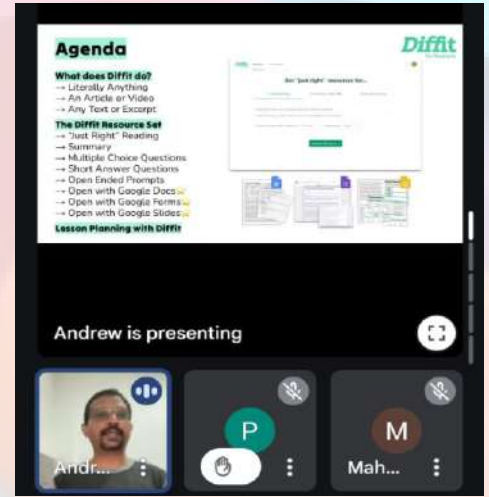 Agenda
Diffit
What does Diffit do?
→ Literally Anything
→ An Article or Video
→ Any Text or Excerpt
The Diffit Resource Set
→ "Just Right" Reading
→ Summary
→ Multiple Choice Questions
→ Short Answer Questions
→ Open Ended Prompts
→ Open with Google Docs
→ Open with Google Forms
→ Open with Google Slides
Lesson Planning with Diffit
Get "just right" resources for...
Andrew is presenting
P
M
Andr...
Mah...